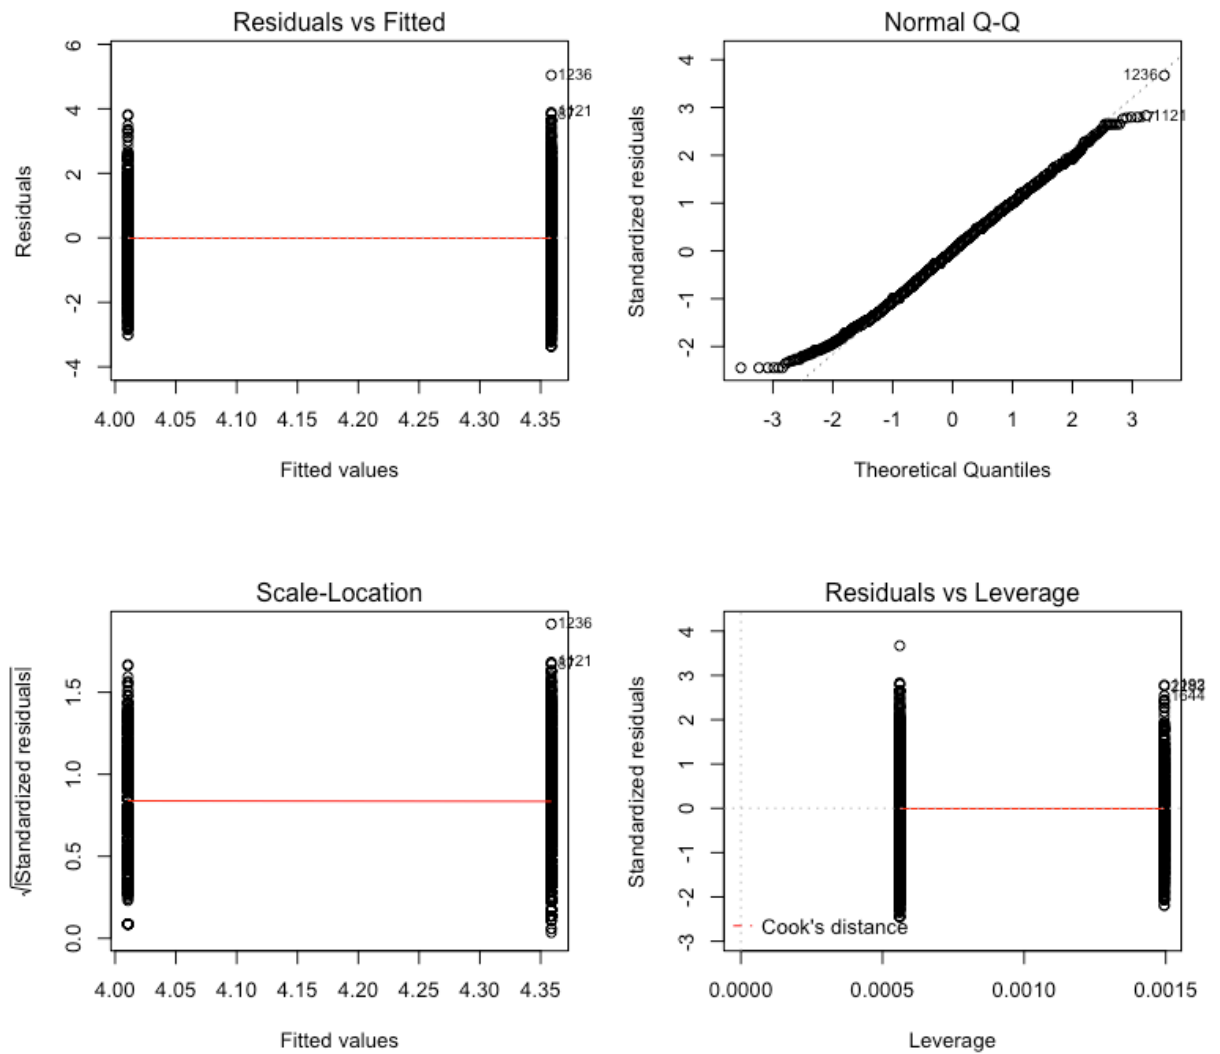 Residuals vs Fitted
Residuals
6
4
2
0
-2
-4
1236
1121
4.00 4.05 4.10 4.15 4.20 4.25 4.30 4.35
Fitted values
Normal Q-Q
Standardized residuals
4
3
2
1
0
-1
-2
1236
1121
-3 -2 -1 0 1 2 3
Theoretical Quantiles
Scale-Location
√|Standardized residuals|
1.5
1.0
0.5
0.0
1236
1121
4.00 4.05 4.10 4.15 4.20 4.25 4.30 4.35
Fitted values
Residuals vs Leverage
Standardized residuals
4
3
2
1
0
-1
-2
-3
1644
Cook's distance
0.0000 0.0005 0.0010 0.0015
Leverage